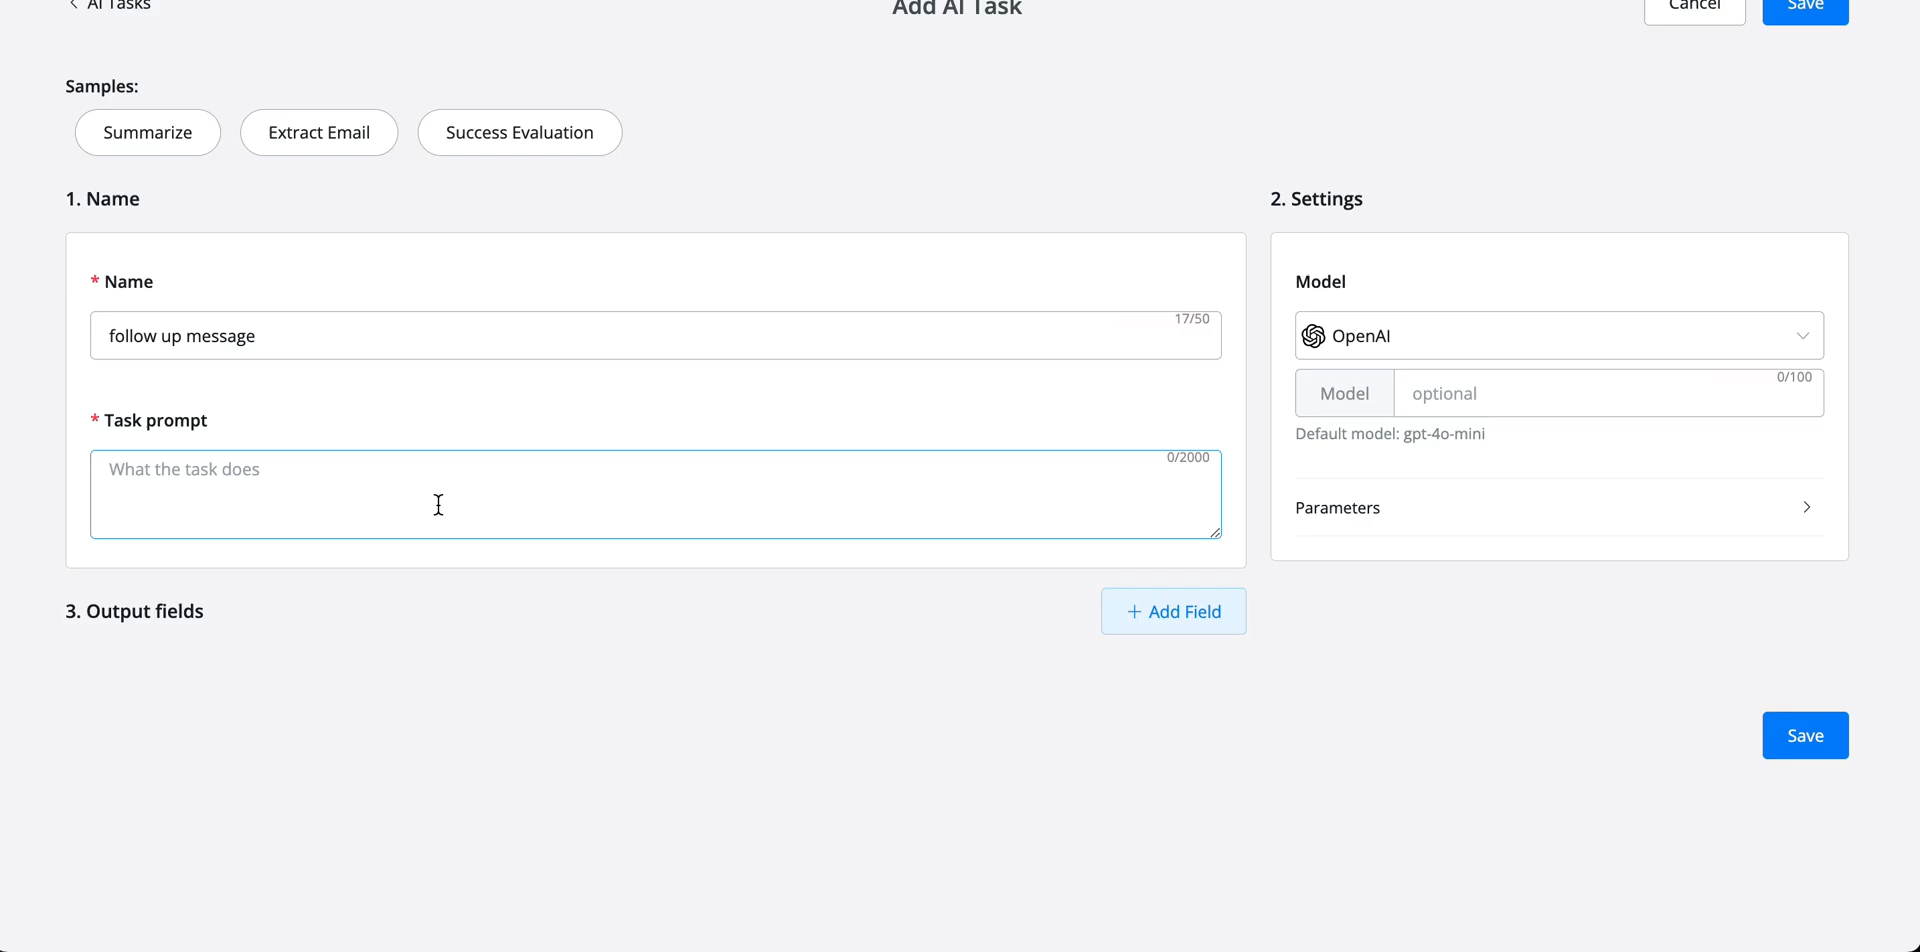 AI Tasks
Add AI Task
Cancel
Save
Samples:
Summarize
Extract Email
Success Evaluation
1. Name
2. Settings
* Name
17/50
follow up message
Model
OpenAI
0/100
Model
optional
Default model: gpt-4o-mini
* Task prompt
0/2000
What the task does
Parameters
3. Output fields
+ Add Field
Save